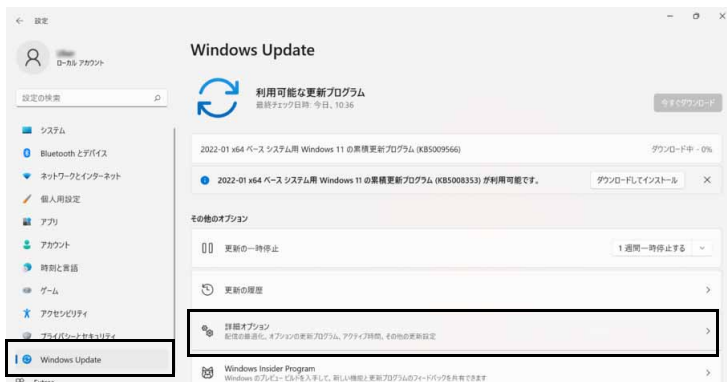 設定
ローカル アカウント
設定の検索
システム
Bluetooth とデバイス
ネットワークとインターネット
個人用設定
アプリ
アカウント
時刻と言語
ゲーム
アクセシビリティ
プライバシーとセキュリティ
Windows Update
Windows Update
利用可能な更新プログラム
最終チェック日時: 今日、10:36
今すぐダウンロード
2022-01 x64 ベース システム用 Windows 11 の累積更新プログラム (KB5009566)
ダウンロード中 - 0%
2022-01 x64 ベース システム用 Windows 11 の累積更新プログラム (KB5008353) が利用可能です。
ダウンロードしてインストール
その他のオプション
更新の一時停止
1 週間一時停止する
更新の履歴
詳細オプション
配信の最適化、オプションの更新プログラム、アクティブ時間、その他の更新設定
Windows Insider Program
Windows のプレビュー ビルドを入手して、新しい機能と更新プログラムのフィードバックを共有できます